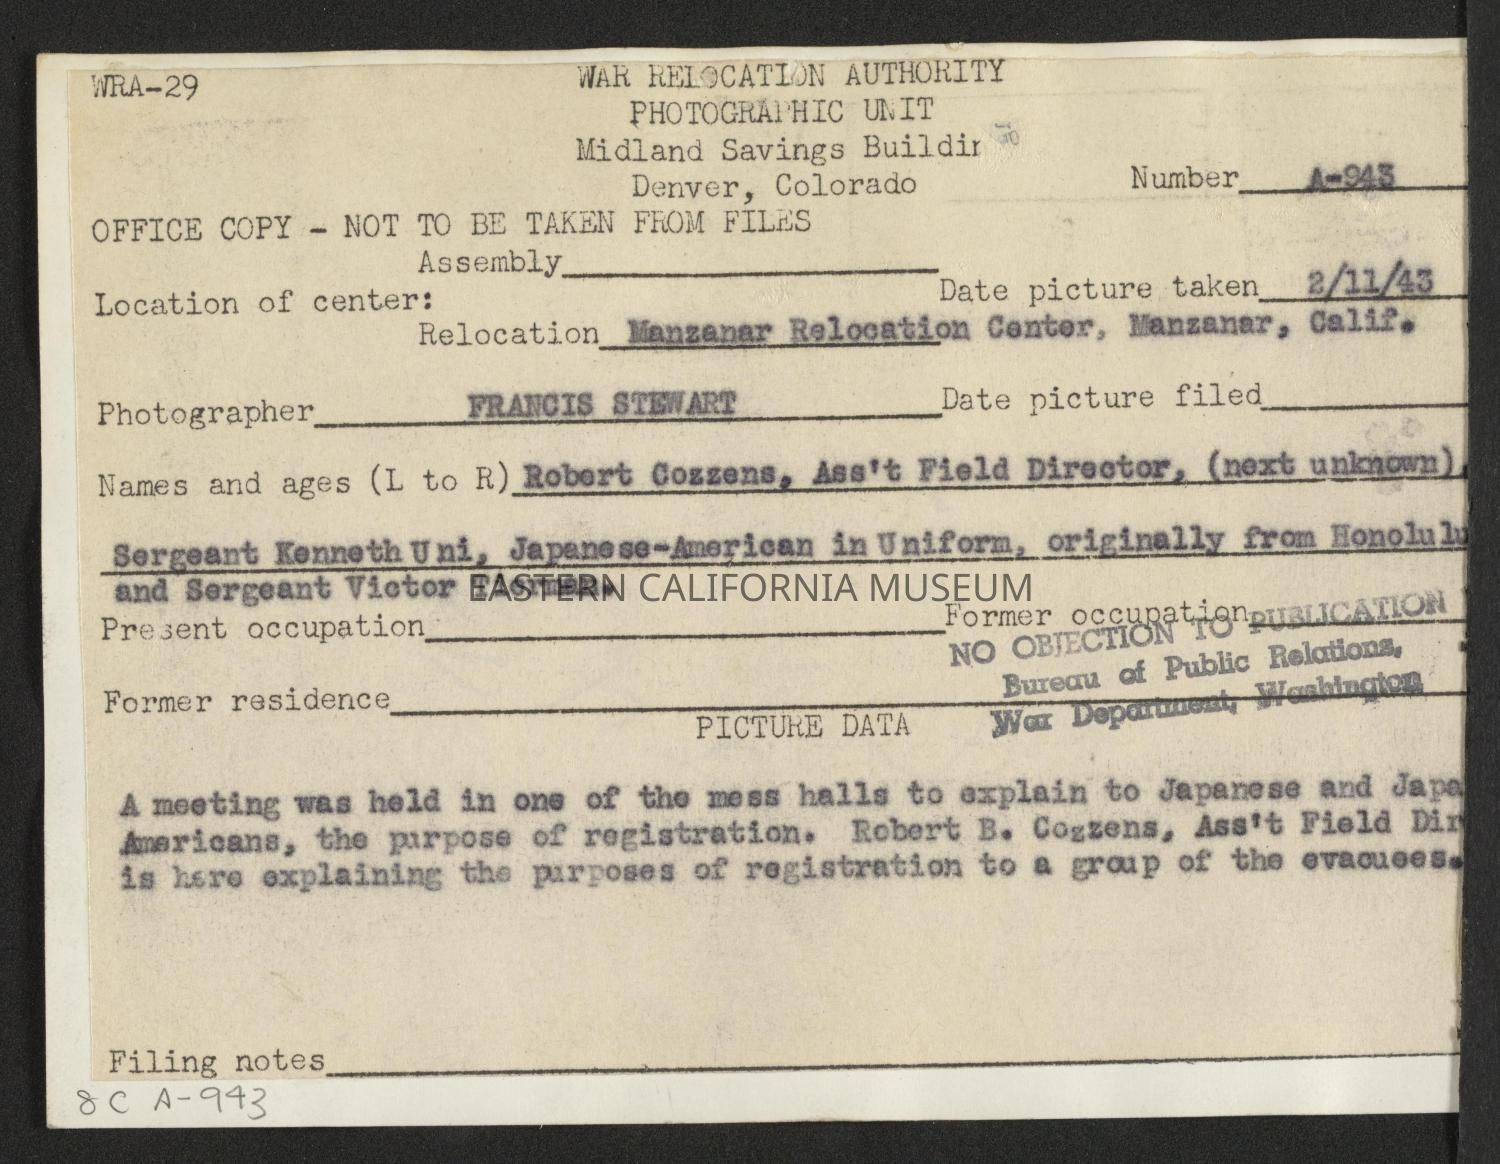 WRA-29
WAR RELOCATION AUTHORITY
PHOTOGRAPHIC UNIT
Midland Savings Buildin
Denver, Colorado
Number A-943
OFFICE COPY - NOT TO BE TAKEN FROM FILES
Assembly
Location of center:
Date picture taken 2/11/43
Relocation Manzanar Relocation Center, Manzanar, Calif.
Photographer FRANCIS STEWART Date picture filed
Names and ages (L to R) Robert Cozzens, Ass't Field Director, (next unknown),
Sergeant Kenneth Uni, Japanese-American in Uniform, originally from Honolulu
and Sergeant Victor
EASTERN CALIFORNIA MUSEUM
Present occupation Former occupation
NO OBJECTION TO PUBLICATION
Bureau of Public Relations,
War Department, Washington
Former residence
PICTURE DATA
A meeting was held in one of the mess halls to explain to Japanese and Japa
Americans, the purpose of registration. Robert B. Cozzens, Ass't Field Dir
is here explaining the purposes of registration to a group of the evacuees.
Filing notes
8C A-943